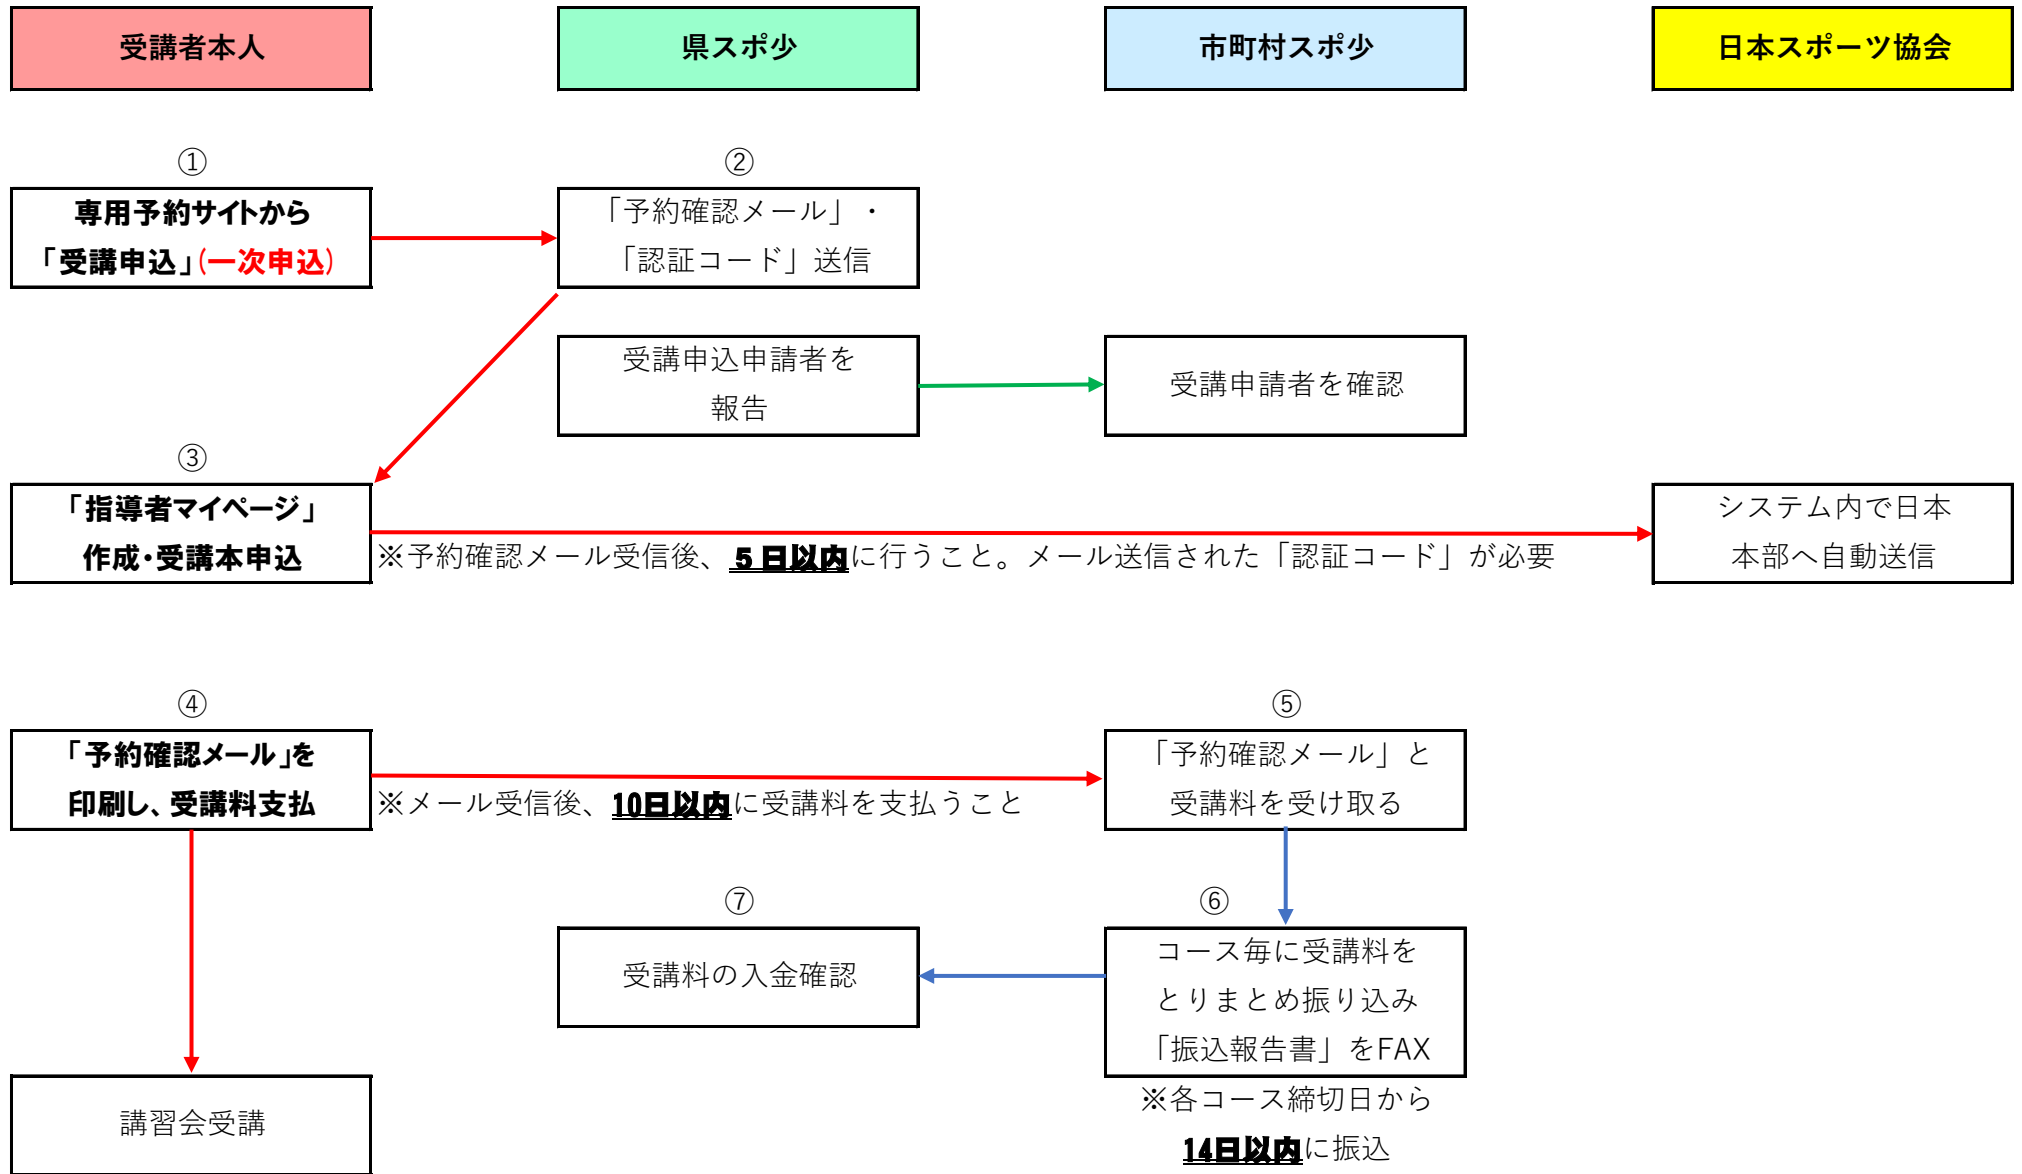 受講者本人
県スポ少
市町村スポ少
日本スポーツ協会
①
②
専用予約サイトから
「受講申込」(一次申込)
「予約確認メール」・
「認証コード」送信
受講申込申請者を
報告
受講申請者を確認
③
「指導者マイページ」
作成・受講本申込
※予約確認メール受信後、５日以内に行うこと。メール送信された「認証コード」が必要
システム内で日本
本部へ自動送信
④
⑤
「予約確認メール」を
印刷し、受講料支払
※メール受信後、10日以内に受講料を支払うこと
「予約確認メール」と
受講料を受け取る
⑦
⑥
受講料の入金確認
コース毎に受講料を
とりまとめ振り込み
「振込報告書」をFAX
※各コース締切日から
14日以内に振込
講習会受講